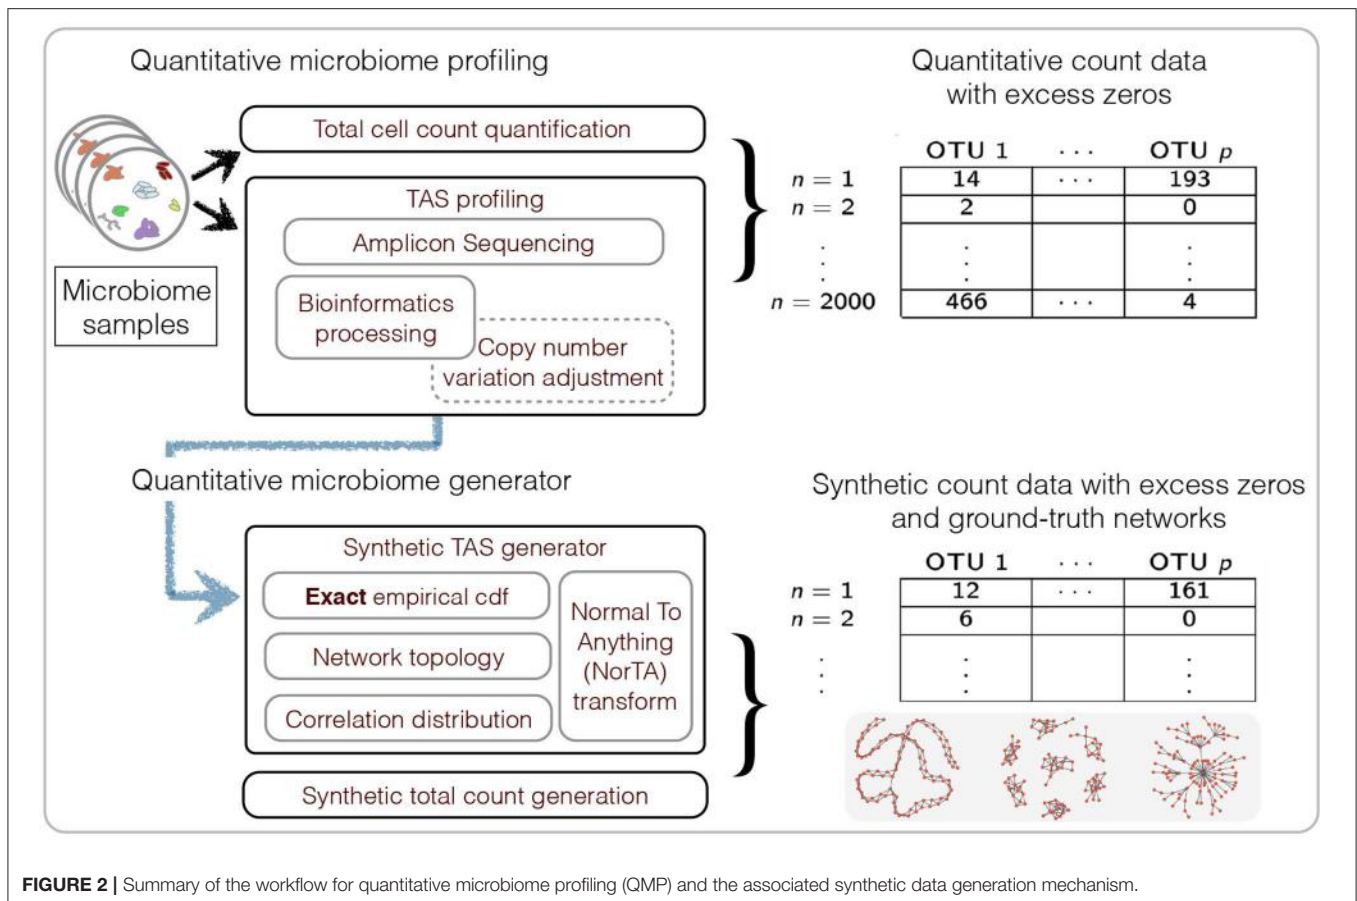 Quantitative microbiome profiling
Total cell count quantification
TAS profiling
Amplicon Sequencing
Bioinformatics
processing
Copy number
variation adjustment
Microbiome
samples
Quantitative count data
with excess zeros
OTU 1 · · · OTU p
n = 1 14 · · · 193
n = 2 2 0
n = 2000 466 · · · 4
Quantitative microbiome generator
Synthetic TAS generator
Exact empirical cdf
Network topology
Correlation distribution
Normal To
Anything
(NorTA)
transform
Synthetic total count generation
Synthetic count data with excess zeros
and ground-truth networks
OTU 1 · · · OTU p
n = 1 12 · · · 161
n = 2 6 0
FIGURE 2 | Summary of the workflow for quantitative microbiome profiling (QMP) and the associated synthetic data generation mechanism.